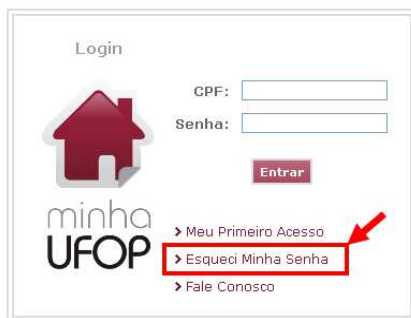 Login
CPF:
Senha:
Entrar
minha
UFOP
Meu Primeiro Acesso
Esqueci Minha Senha
Fale Conosco